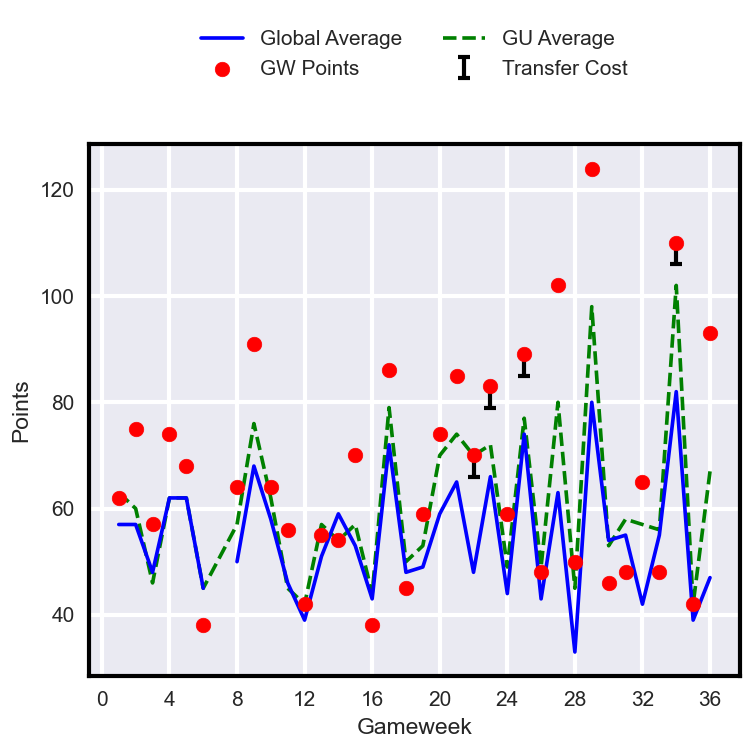 Global Average
GU Average
GW Points
Transfer Cost
120
100
80
60
40
Points
0 4 8 12 16 20 24 28 32 36
Gameweek